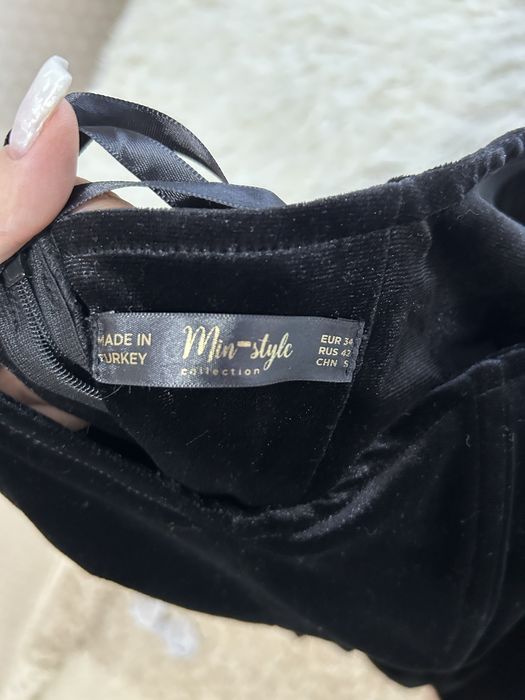 MADE IN
TURKEY
Min-style
collection
EUR 34
RUS 42
CHN S